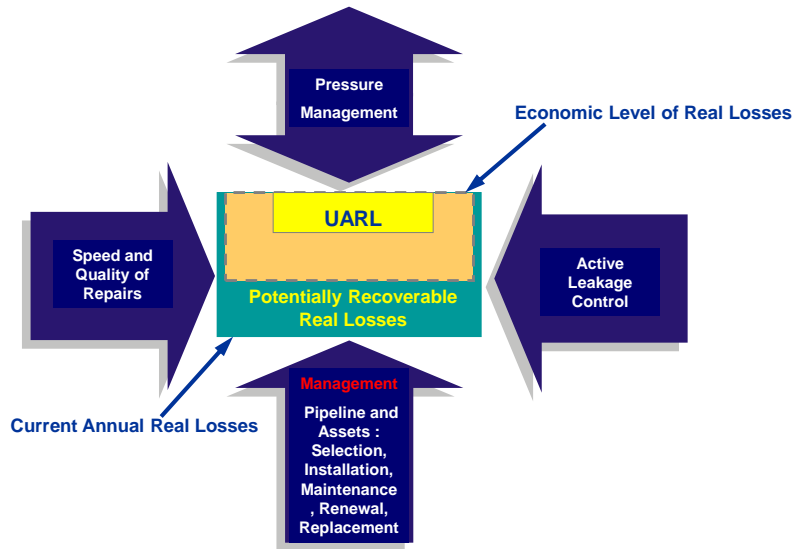 Pressure
Management
Economic Level of Real Losses
UARL
Speed and
Quality of
Repairs
Active
Leakage
Control
Potentially Recoverable
Real Losses
Management
Current Annual Real Losses
Pipeline and
Assets :
Selection,
Installation,
Maintenance
, Renewal,
Replacement